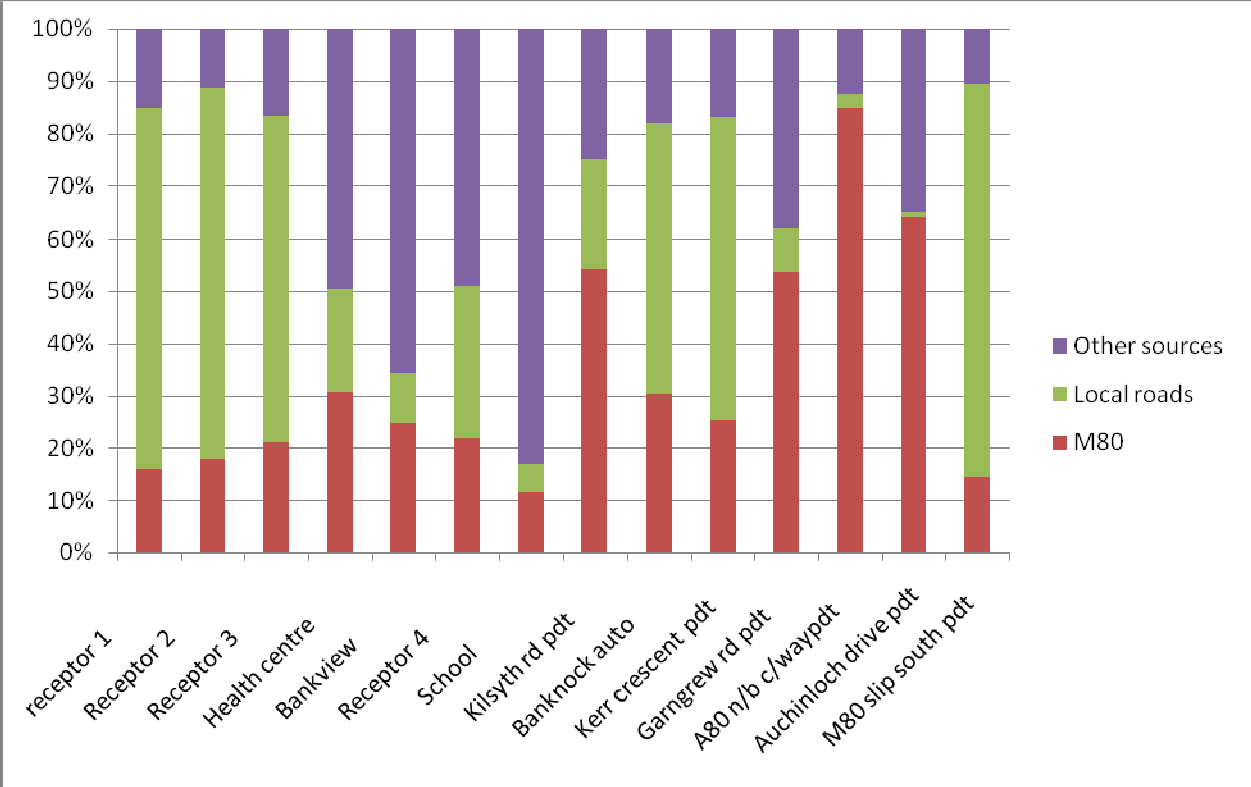 100%
90%
80%
70%
60%
50%
40%
30%
20%
10%
0%
receptor 1
Receptor 2
Receptor 3
Health centre
Bankview
Receptor 4
School
Kilsyth rd pdt
Banknock auto
Kerr crescent pdt
Garngrew rd pdt
A80 n/b c/waypdt
Auchinloch drive pdt
M80 slip south pdt
Other sources
Local roads
M80